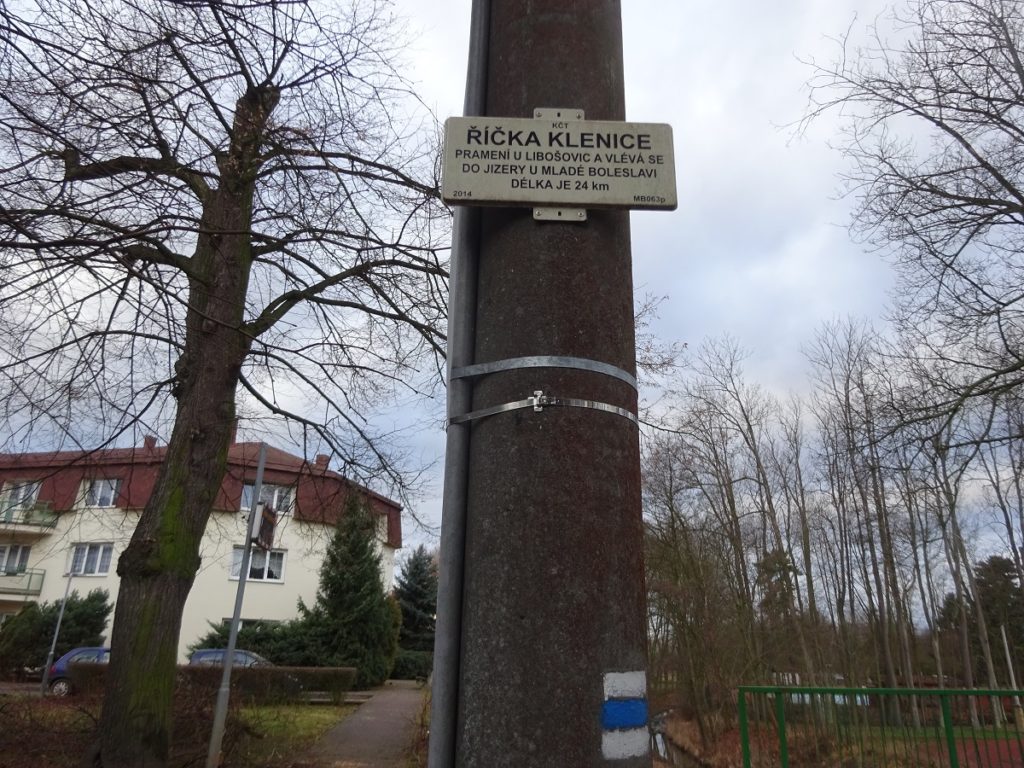 KČT
ŘÍČKA KLENICE
PRAMENÍ U LIBOŠOVIC A VLÉVÁ SE
DO JIZERY U MLADÉ BOLESLAVI
DÉLKA JE 24 km
2014 MB063p